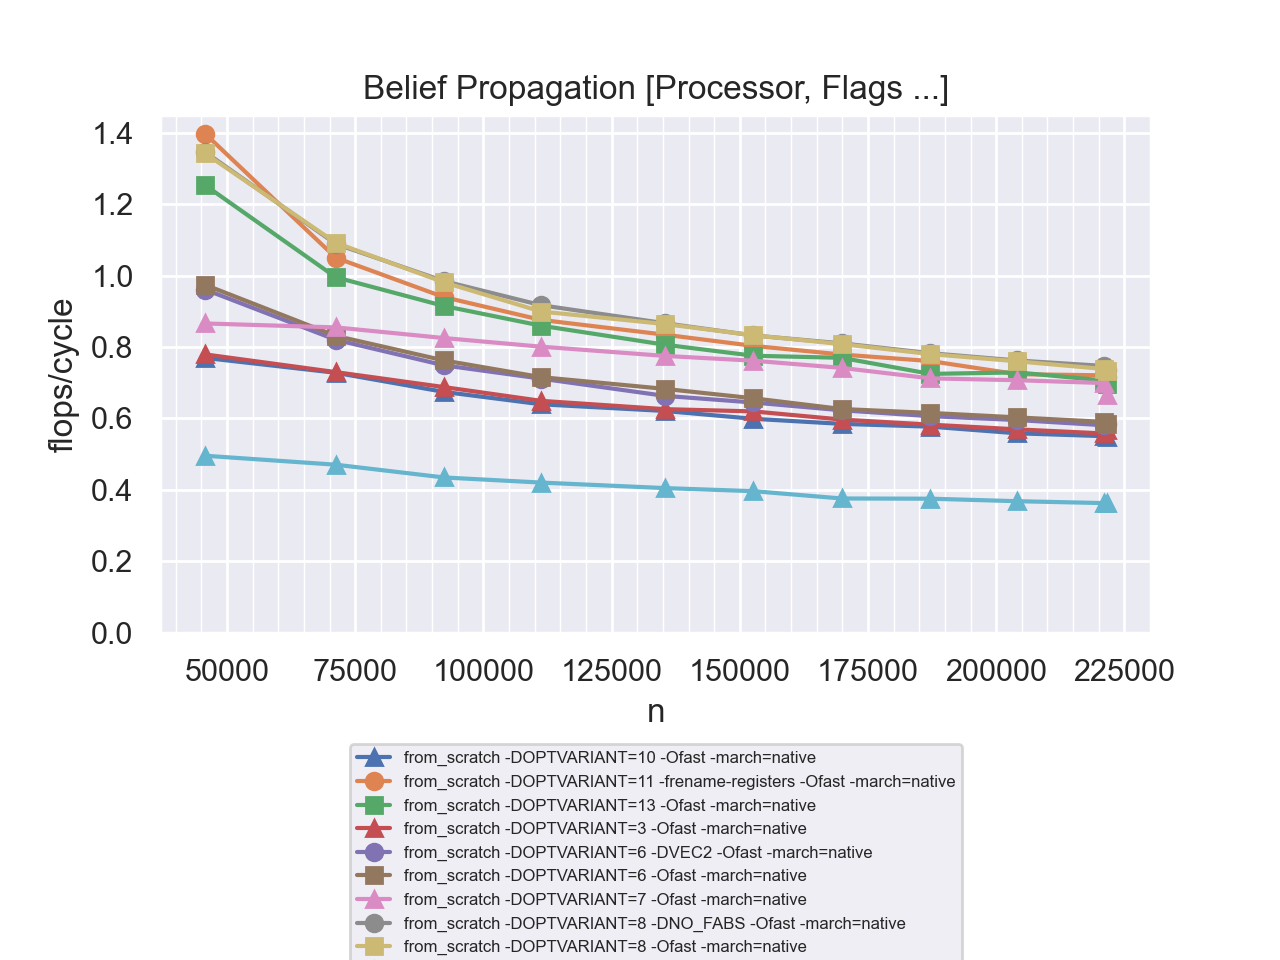 Belief Propagation [Processor, Flags ...]
1.4
1.2
1.0
0.8
0.6
0.4
0.2
0.0
flops/cycle
50000 75000 100000 125000 150000 175000 200000 225000
n
from_scratch -DOPTVARIANT=10 -Ofast -march=native
from_scratch -DOPTVARIANT=11 -frename-registers -Ofast -march=native
from_scratch -DOPTVARIANT=13 -Ofast -march=native
from_scratch -DOPTVARIANT=3 -Ofast -march=native
from_scratch -DOPTVARIANT=6 -DVEC2 -Ofast -march=native
from_scratch -DOPTVARIANT=6 -Ofast -march=native
from_scratch -DOPTVARIANT=7 -Ofast -march=native
from_scratch -DOPTVARIANT=8 -DNO_FABS -Ofast -march=native
from_scratch -DOPTVARIANT=8 -Ofast -march=native